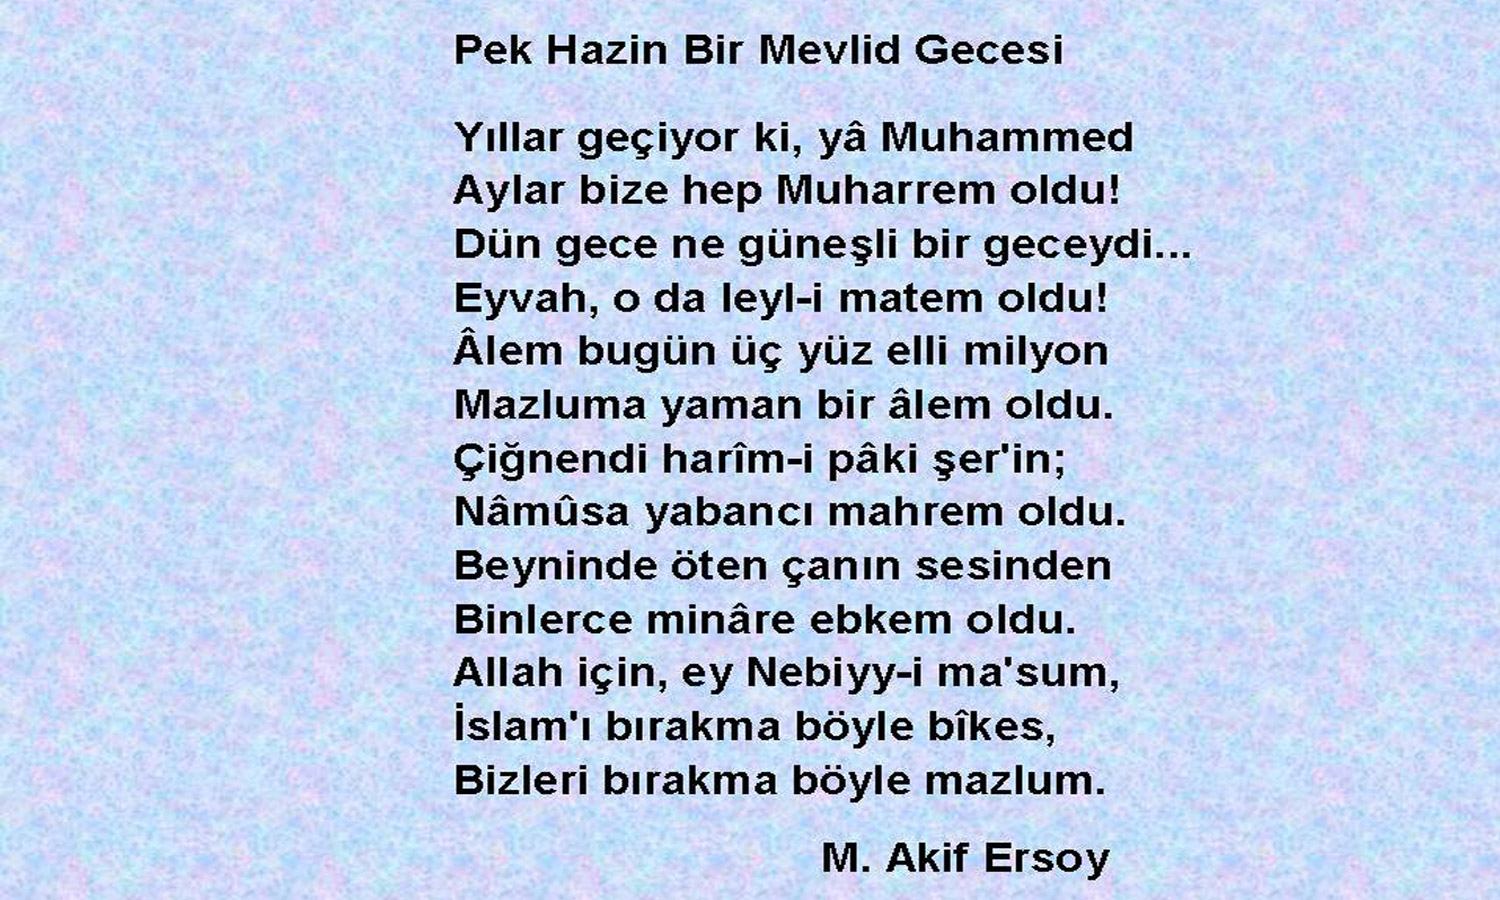 Pek Hazin Bir Mevlid Gecesi
Yıllar geçiyor ki, yâ Muhammed
Aylar bize hep Muharrem oldu!
Dün gece ne güneşli bir geceydi...
Eyvah, o da leyl-i matem oldu!
Âlem bugün üç yüz elli milyon
Mazluma yaman bir âlem oldu.
Çiğnendi harîm-i pâki şer'in;
Nâmûsa yabancı mahrem oldu.
Beyninde öten çanın sesinden
Binlerce minâre ebkem oldu.
Allah için, ey Nebiyy-i ma'sum,
İslam'ı bırakma böyle bîkes,
Bizleri bırakma böyle mazlum.
M. Akif Ersoy